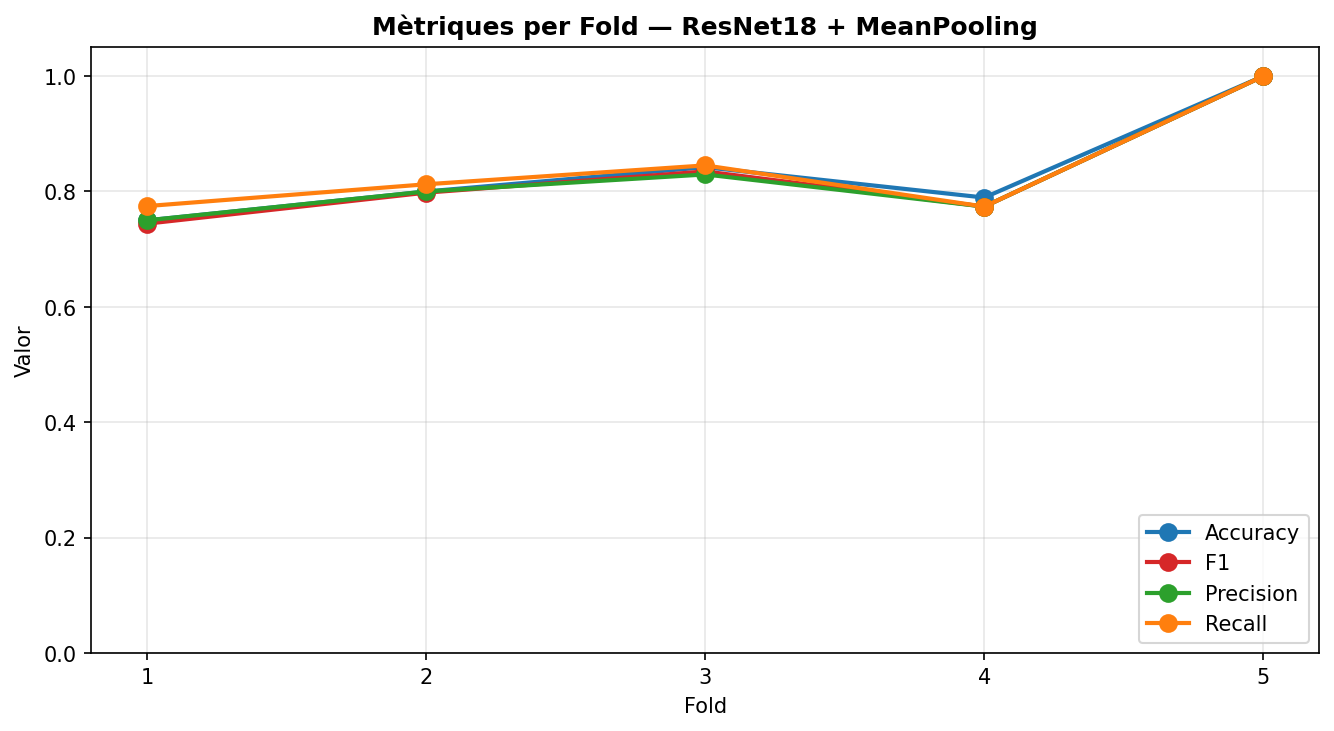 Mètriques per Fold — ResNet18 + MeanPooling
1.0
0.8
0.6
0.4
0.2
0.0
Valor
1 2 3 4 5
Fold
Accuracy
F1
Precision
Recall